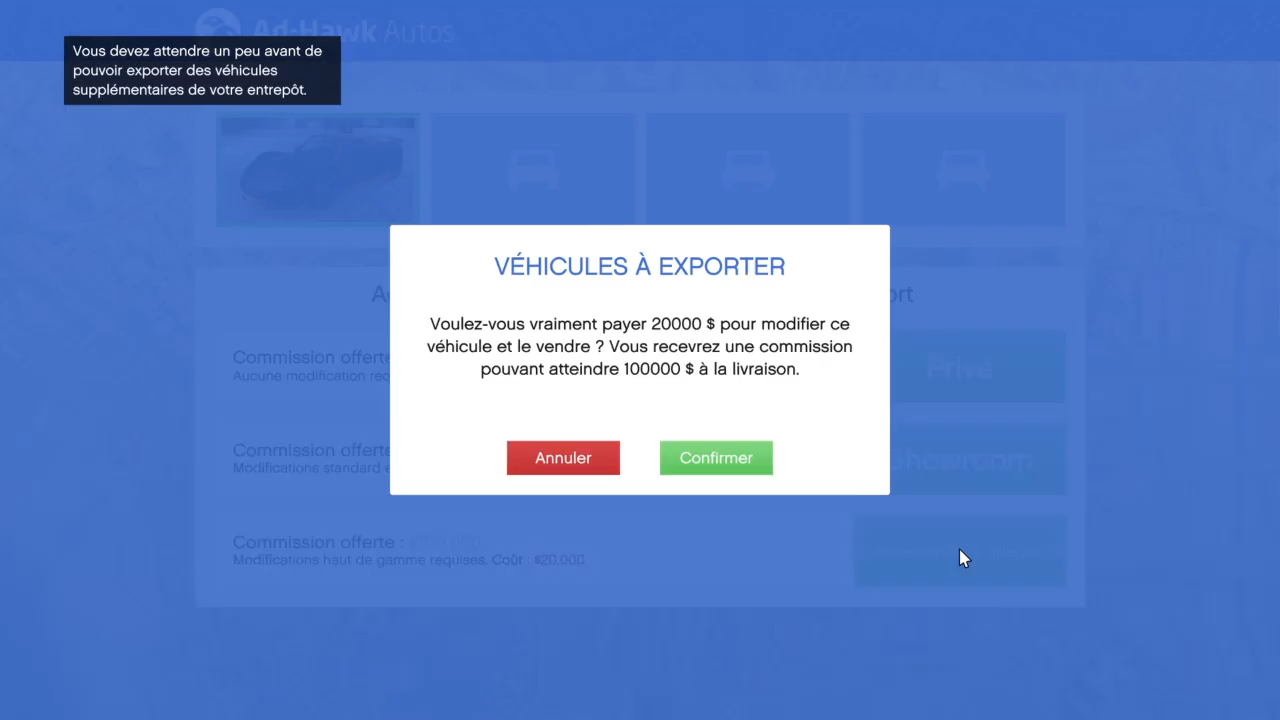 Ad-Hawk Autos
Vous devez attendre un peu avant de
pouvoir exporter des véhicules
supplémentaires de votre entrepôt.
VÉHICULES À EXPORTER
Voulez-vous vraiment payer 20000 $ pour modifier ce
véhicule et le vendre ? Vous recevrez une commission
pouvant atteindre 100000 $ à la livraison.
Annuler
Confirmer
Commission offerte
Aucune modification req
Privé
Commission offerte
Modifications standard e
Showroom
Commission offerte : $100,000
Modifications haut de gamme requises. Coût : $20,000